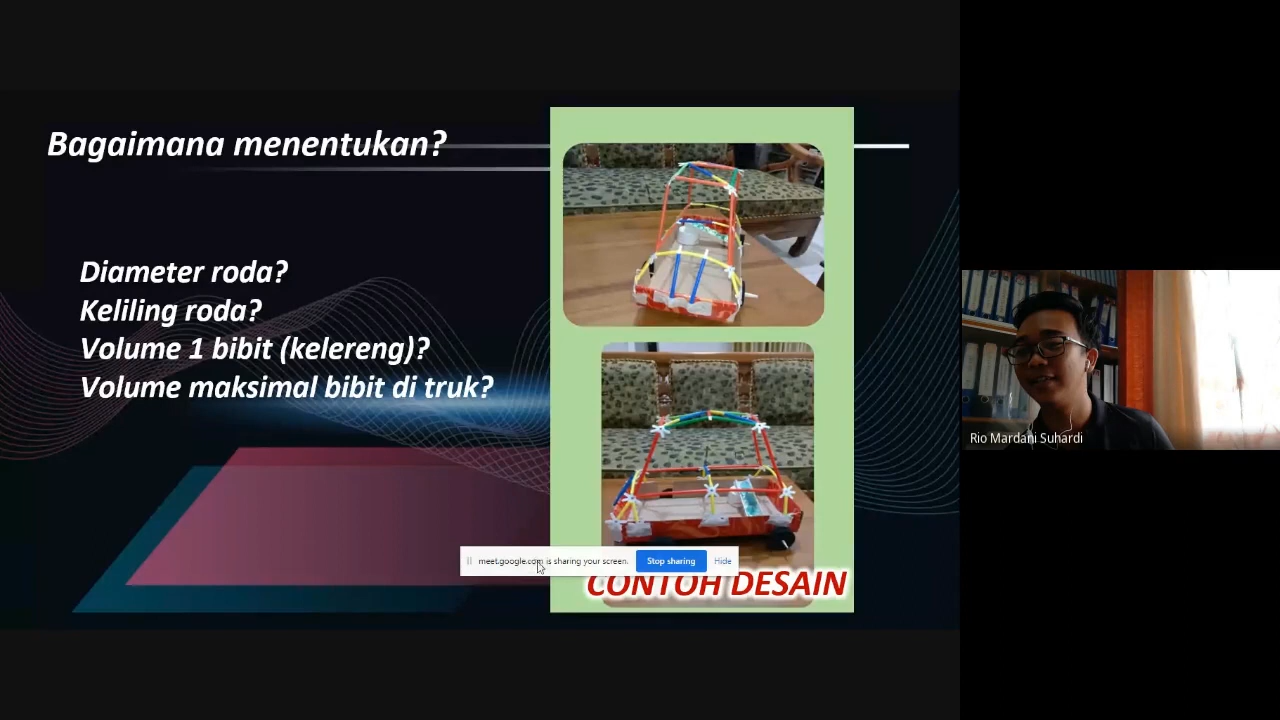 Bagaimana menentukan?
Diameter roda?
Keliling roda?
Volume 1 bibit (kelereng)?
Volume maksimal bibit di truk?
meet.google.com is sharing your screen.
Stop sharing
Hide
CONTOH DESAIN
Rio Mardani Suhardi